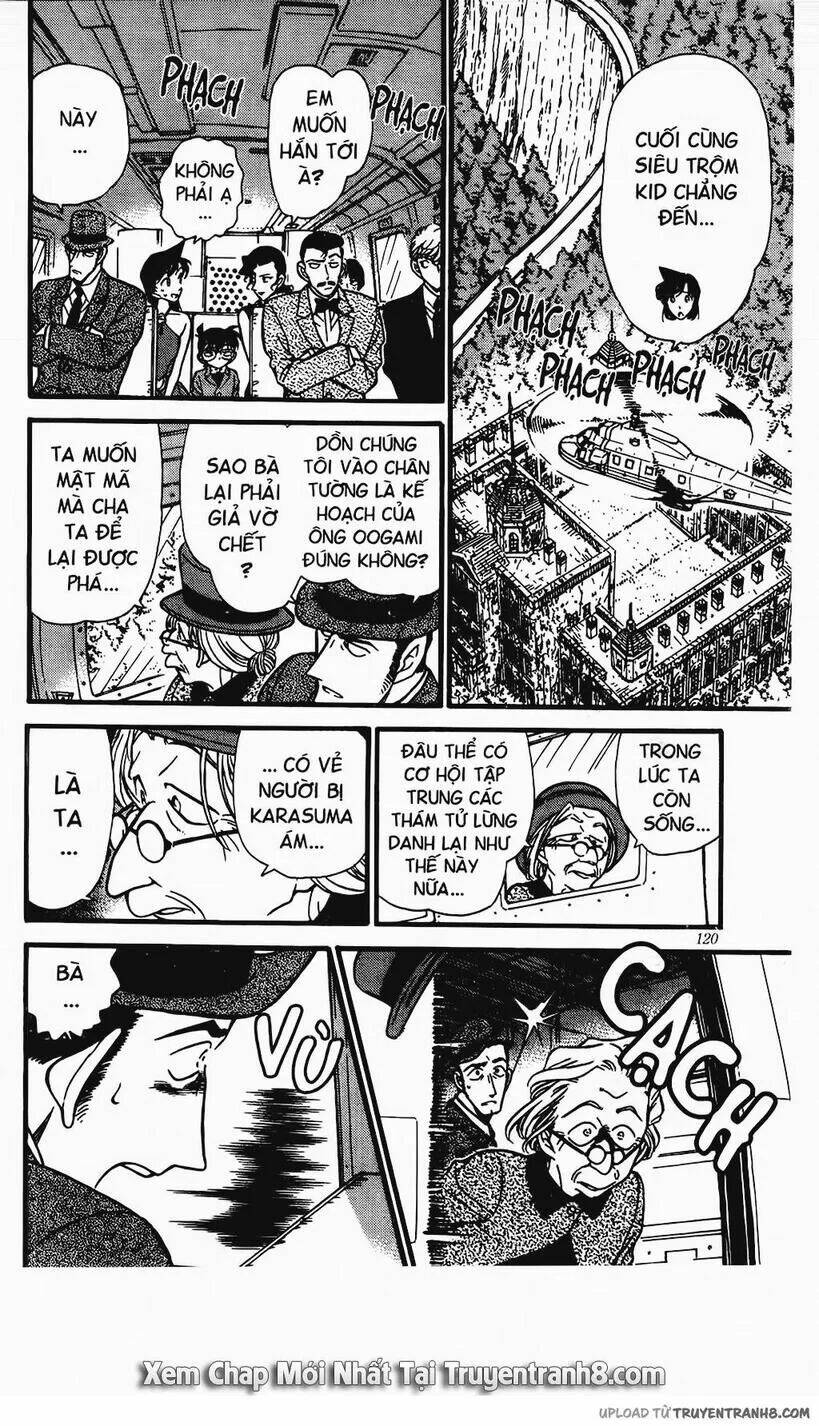 CUỐI CÙNG
SIÊU TRỘM
KID CHẲNG
ĐẾN...
PHẠCH
PHẠCH
PHẠCH
PHẠCH
EM
MUỐN
HẮN TỚI
À?
PHẠCH
PHẠCH
KHÔNG
PHẢI Ạ
...
NÀY
...
DỒN CHÚNG
TÔI VÀO CHÂN
TƯỜNG LÀ KẾ
HOẠCH CỦA
ÔNG OOGAMI
ĐÚNG KHÔNG?
SAO BÀ
LẠI PHẢI
GIẢ VỜ
CHẾT
?
TA MUỐN
MẬT MÃ
MÀ CHA
TA ĐỂ
LẠI ĐƯỢC
PHÁ...
TRONG
LÚC TA
CÒN
SỐNG...
ĐÂU THỂ CÓ
CƠ HỘI TẬP
TRUNG CÁC
THÁM TỬ LỪNG
DANH LẠI NHƯ
THẾ NÀY
NỮA...
... CÓ VẺ
NGƯỜI BỊ
KARASUMA
ÁM...
LÀ
TA
...
120
CẠCH
VÙ
BÀ
...
Xem Chap Mới Nhất Tại Truyentranh8.com
UPLOAD TỪ TRUYENTRANH8.COM